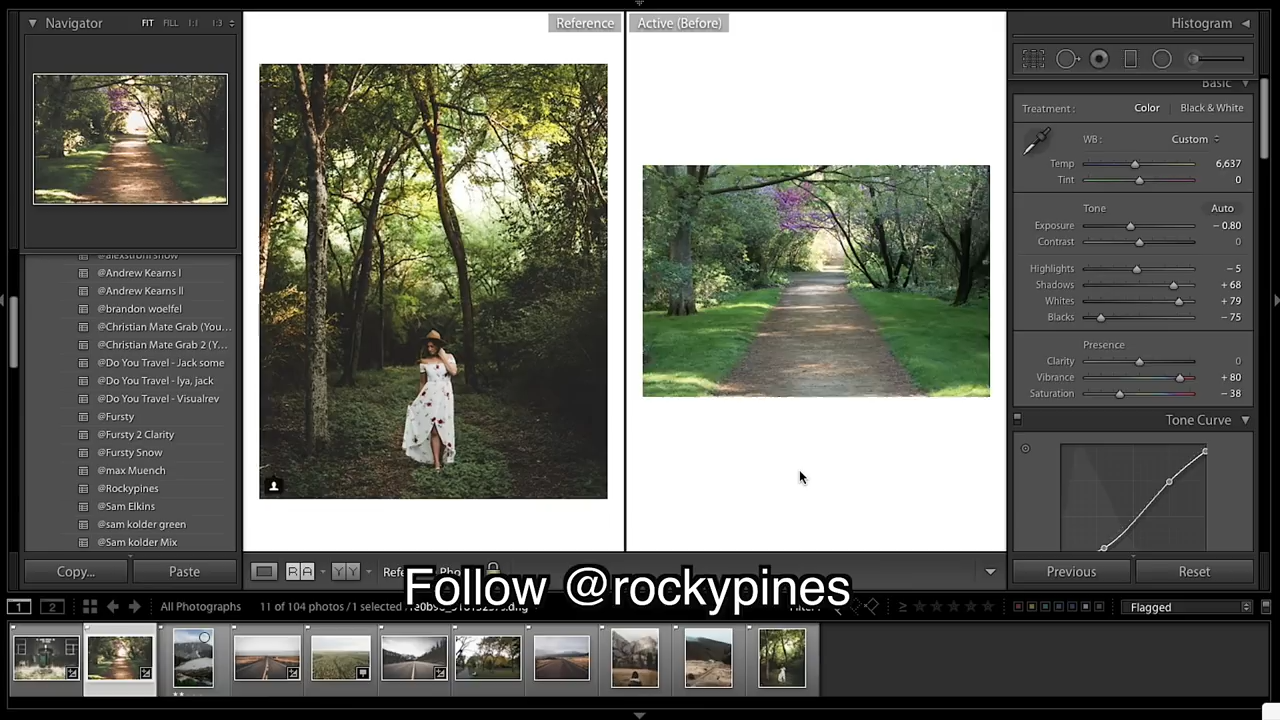 Navigator
FIT
FILL
1:1
1:3
Reference
Active (Before)
Histogram
Basic
Treatment :
Color
Black & White
WB:
Custom
Temp
6,637
Tint
0
Tone
Auto
Exposure
− 0.80
Contrast
0
Highlights
− 5
Shadows
+ 68
Whites
+ 79
Blacks
− 75
Presence
Clarity
0
Vibrance
+ 80
Saturation
− 38
Tone Curve
@Andrew Kearns I
@Andrew Kearns II
@brandon woelfel
@Christian Mate Grab (You...
@Christian Mate Grab 2 (Y...
@Do You Travel - Jack some
@Do You Travel - lya, jack
@Do You Travel - Visualrev
@Fursty
@Fursty 2 Clarity
@Fursty Snow
@max Muench
@Rockypines
@Sam Elkins
@sam kolder green
@Sam kolder Mix
Copy...
Paste
R A
Y Y
Previous
Reset
Follow @rockypines
1
2
All Photographs
11 of 104 photos / 1 selected
Flagged